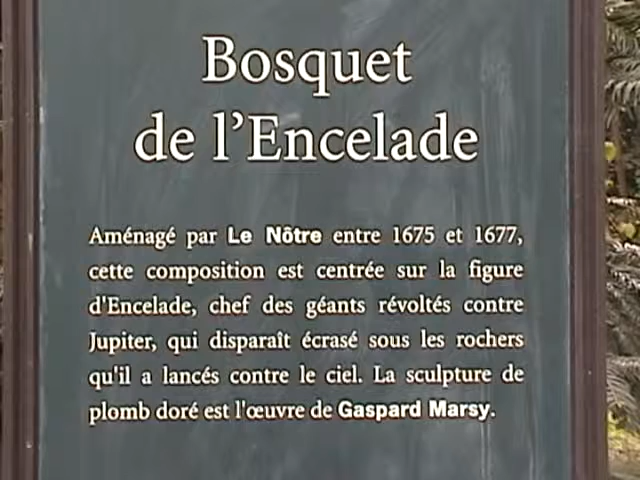 Bosquet
de l'Encelade
Aménagé par Le Nôtre entre 1675 et 1677,
cette composition est centrée sur la figure
d'Encelade, chef des géants révoltés contre
Jupiter, qui disparaît écrasé sous les rochers
qu'il a lancés contre le ciel. La sculpture de
plomb doré est l'œuvre de Gaspard Marsy.